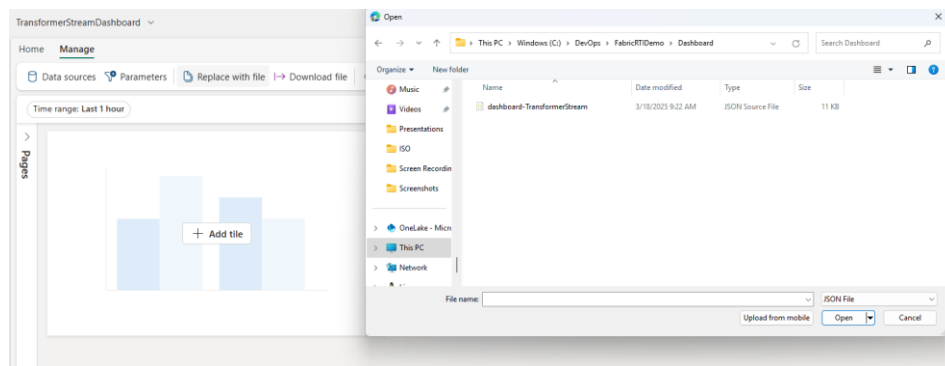 TransformerStreamDashboard
Home Manage
Data sources Parameters Replace with file Download file
Time range: Last 1 hour
Pages
Add tile
Open
This PC > Windows (C:) > DevOps > FabricRTIDemo > Dashboard
Search Dashboard
Organize New folder
Name Date modified Type Size
dashboard-TransformerStream 3/18/2025 9:22 AM JSON Source File 11 KB
Music
Videos
Presentations
ISO
Screen Recordin
Screenshots
OneLake - Micr
This PC
Network
File name: JSON File
Upload from mobile Open Cancel